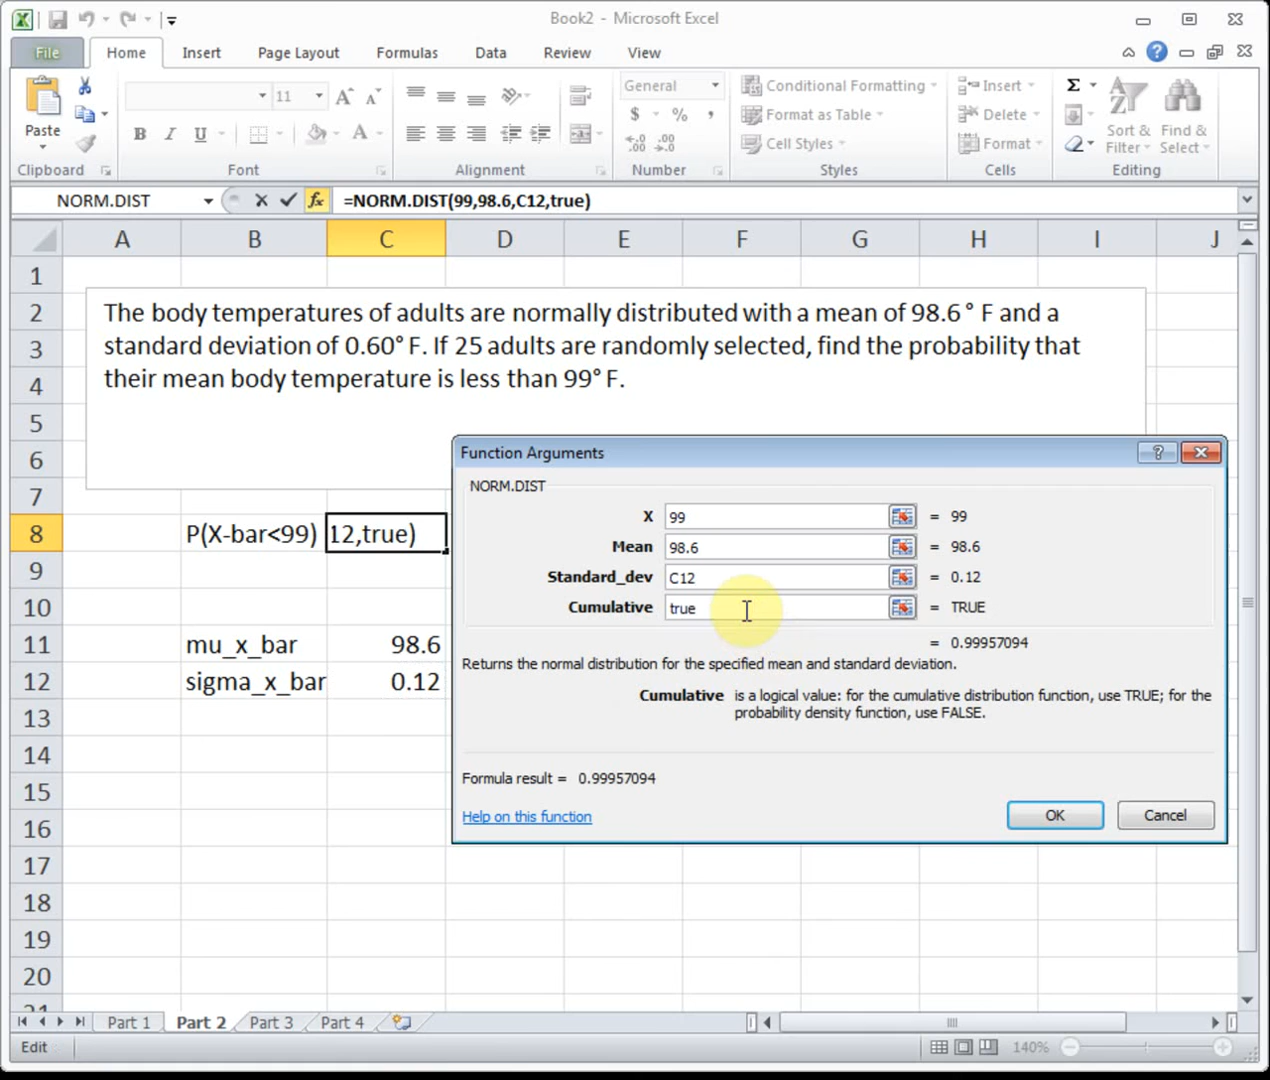 Book2 - Microsoft Excel
File Home Insert Page Layout Formulas Data Review View
11 A A General Conditional Formatting Insert Σ
Paste $ % , Format as Table Delete
B I U A Cell Styles Format Sort & Filter Find & Select
Clipboard Font Alignment Number Styles Cells Editing
NORM.DIST fx =NORM.DIST(99,98.6,C12,true)
A B C D E F G H I J
1
2 The body temperatures of adults are normally distributed with a mean of 98.6° F and a
3 standard deviation of 0.60° F. If 25 adults are randomly selected, find the probability that
4 their mean body temperature is less than 99° F.
5
6
7
8 P(X-bar<99) 12,true)
9
10
11 mu_x_bar 98.6
12 sigma_x_bar 0.12
13
14
15
16
17
18
19
20
21
Function Arguments ?
NORM.DIST
X 99 = 99
Mean 98.6 = 98.6
Standard_dev C12 = 0.12
Cumulative true = TRUE
= 0.99957094
Returns the normal distribution for the specified mean and standard deviation.
Cumulative is a logical value: for the cumulative distribution function, use TRUE; for the
probability density function, use FALSE.
Formula result = 0.99957094
Help on this function OK Cancel
Part 1 Part 2 Part 3 Part 4
Edit 140%